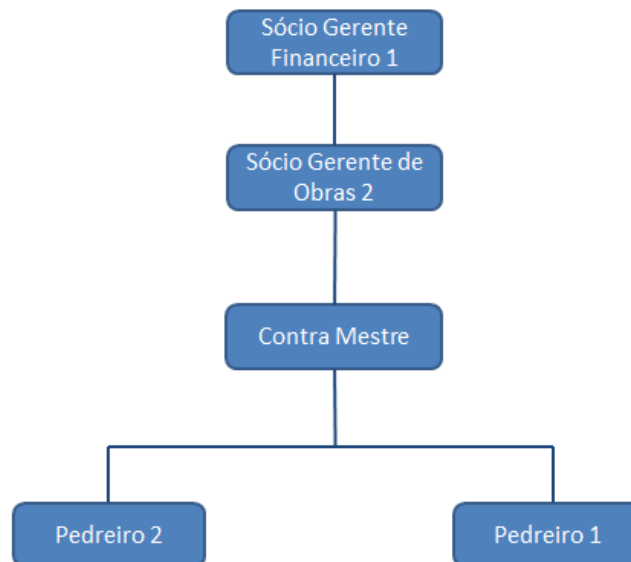 Sócio Gerente
Financeiro 1
Sócio Gerente de
Obras 2
Contra Mestre
Pedreiro 2
Pedreiro 1